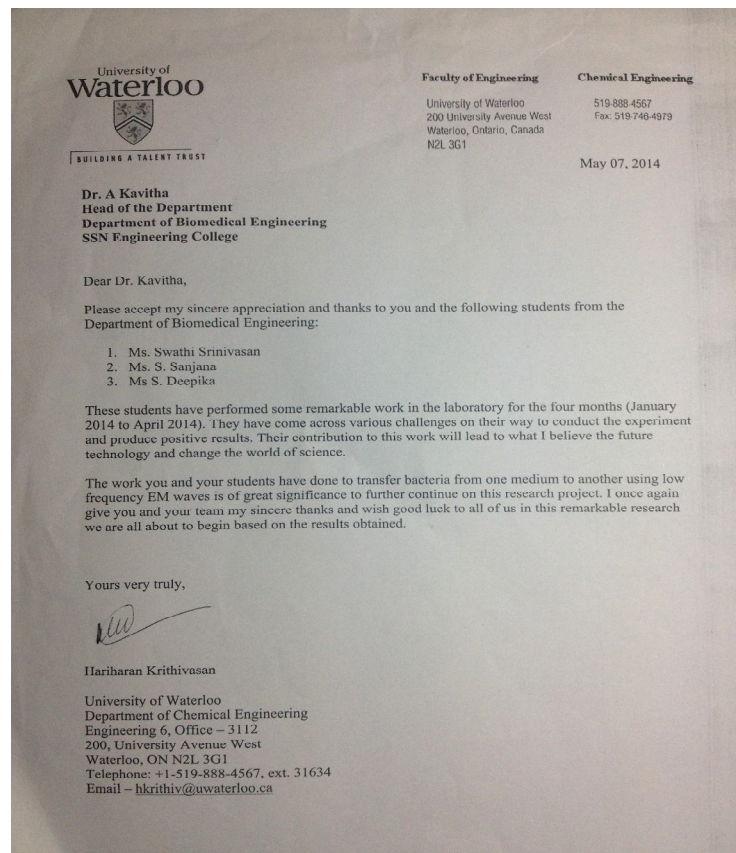 University of
Waterloo
BUILDING A TALENT TRUST
Faculty of Engineering
University of Waterloo
200 University Avenue West
Waterloo, Ontario, Canada
N2L 3G1
Chemical Engineering
519-888-4567
Fax: 519-746-4979
May 07, 2014
Dr. A Kavitha
Head of the Department
Department of Biomedical Engineering
SSN Engineering College
Dear Dr. Kavitha,
Please accept my sincere appreciation and thanks to you and the following students from the
Department of Biomedical Engineering:
1. Ms. Swathi Srinivasan
2. Ms. S. Sanjana
3. Ms S. Deepika
These students have performed some remarkable work in the laboratory for the four months (January
2014 to April 2014). They have come across various challenges on their way to conduct the experiment
and produce positive results. Their contribution to this work will lead to what I believe the future
technology and change the world of science.
The work you and your students have done to transfer bacteria from one medium to another using low
frequency EM waves is of great significance to further continue on this research project. I once again
give you and your team my sincere thanks and wish good luck to all of us in this remarkable research
we are all about to begin based on the results obtained.
Yours very truly,
Hariharan Krithivasan
University of Waterloo
Department of Chemical Engineering
Engineering 6, Office – 3112
200, University Avenue West
Waterloo, ON N2L 3G1
Telephone: +1-519-888-4567, ext. 31634
Email – hkrithiv@uwaterloo.ca